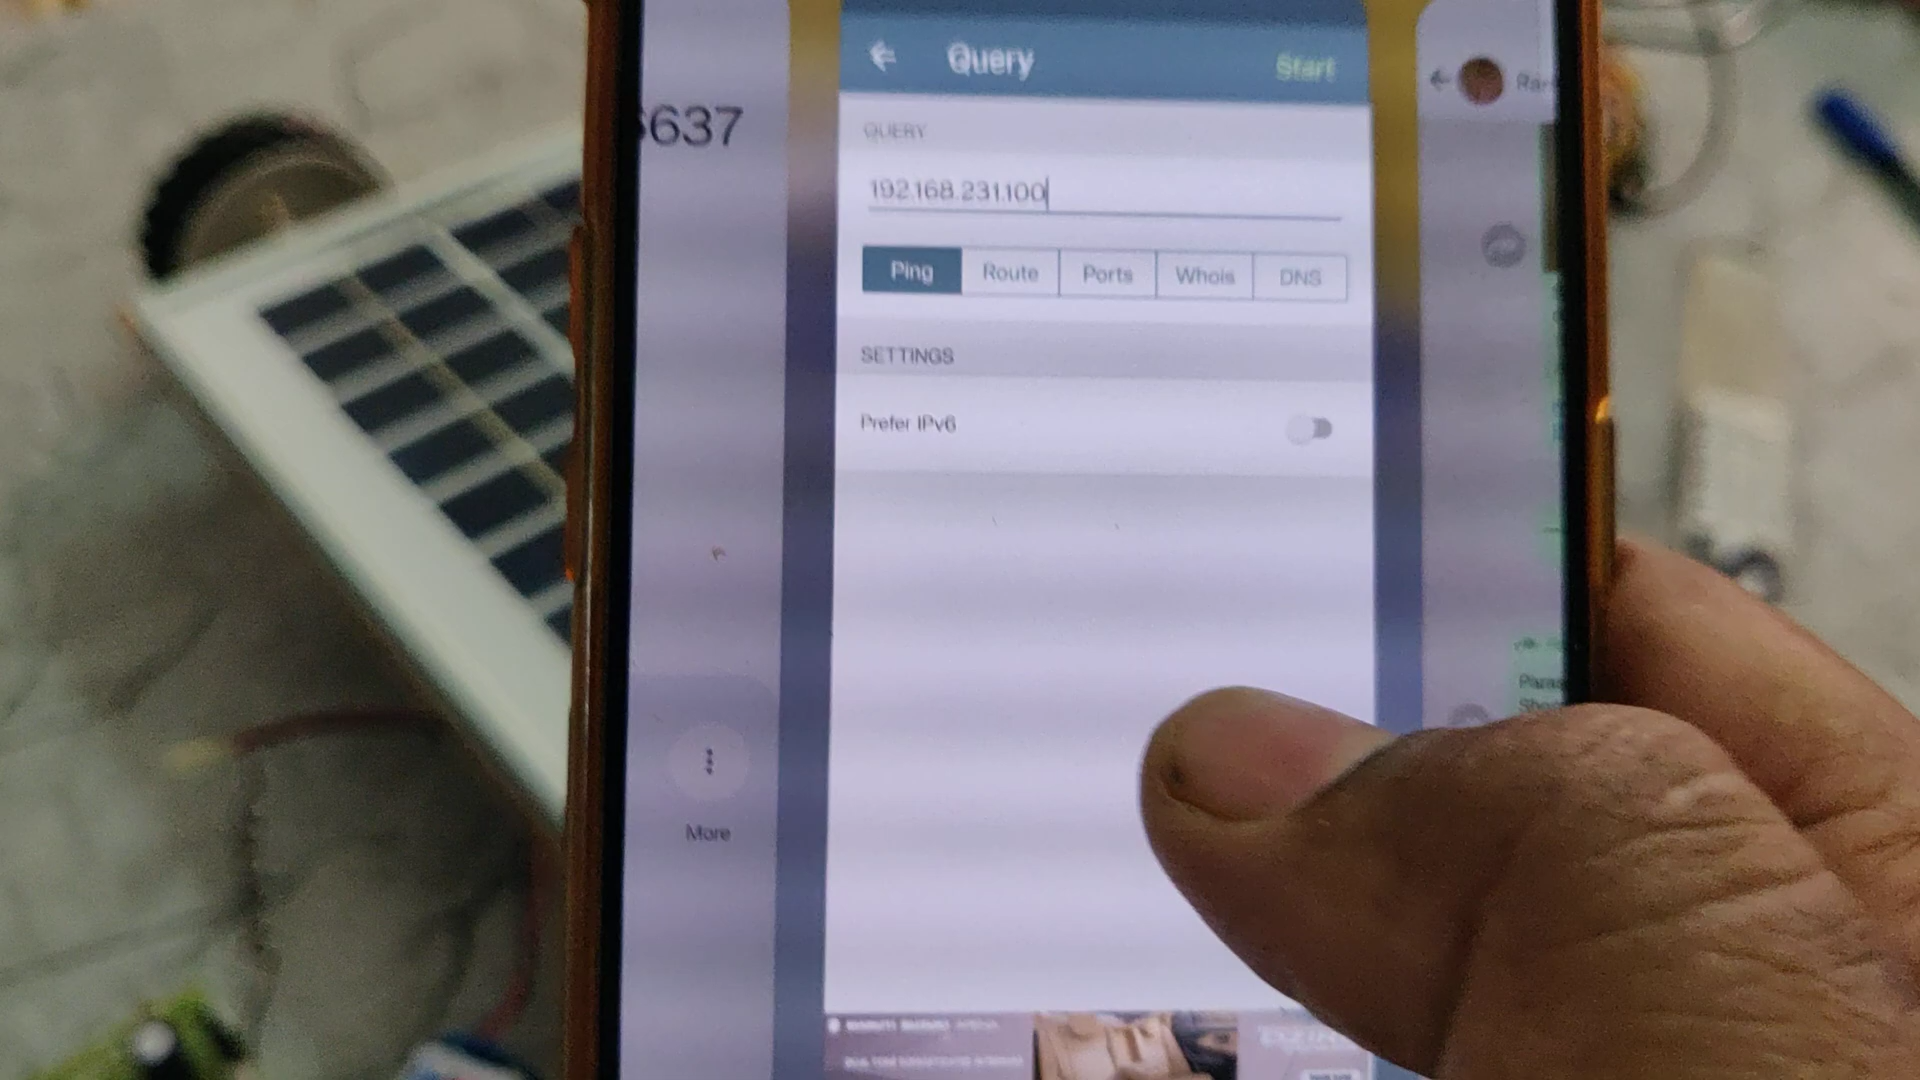 637
Query
Start
QUERY
192.168.231.100
Ping
Route
Ports
Whois
DNS
SETTINGS
Prefer IPv6
More